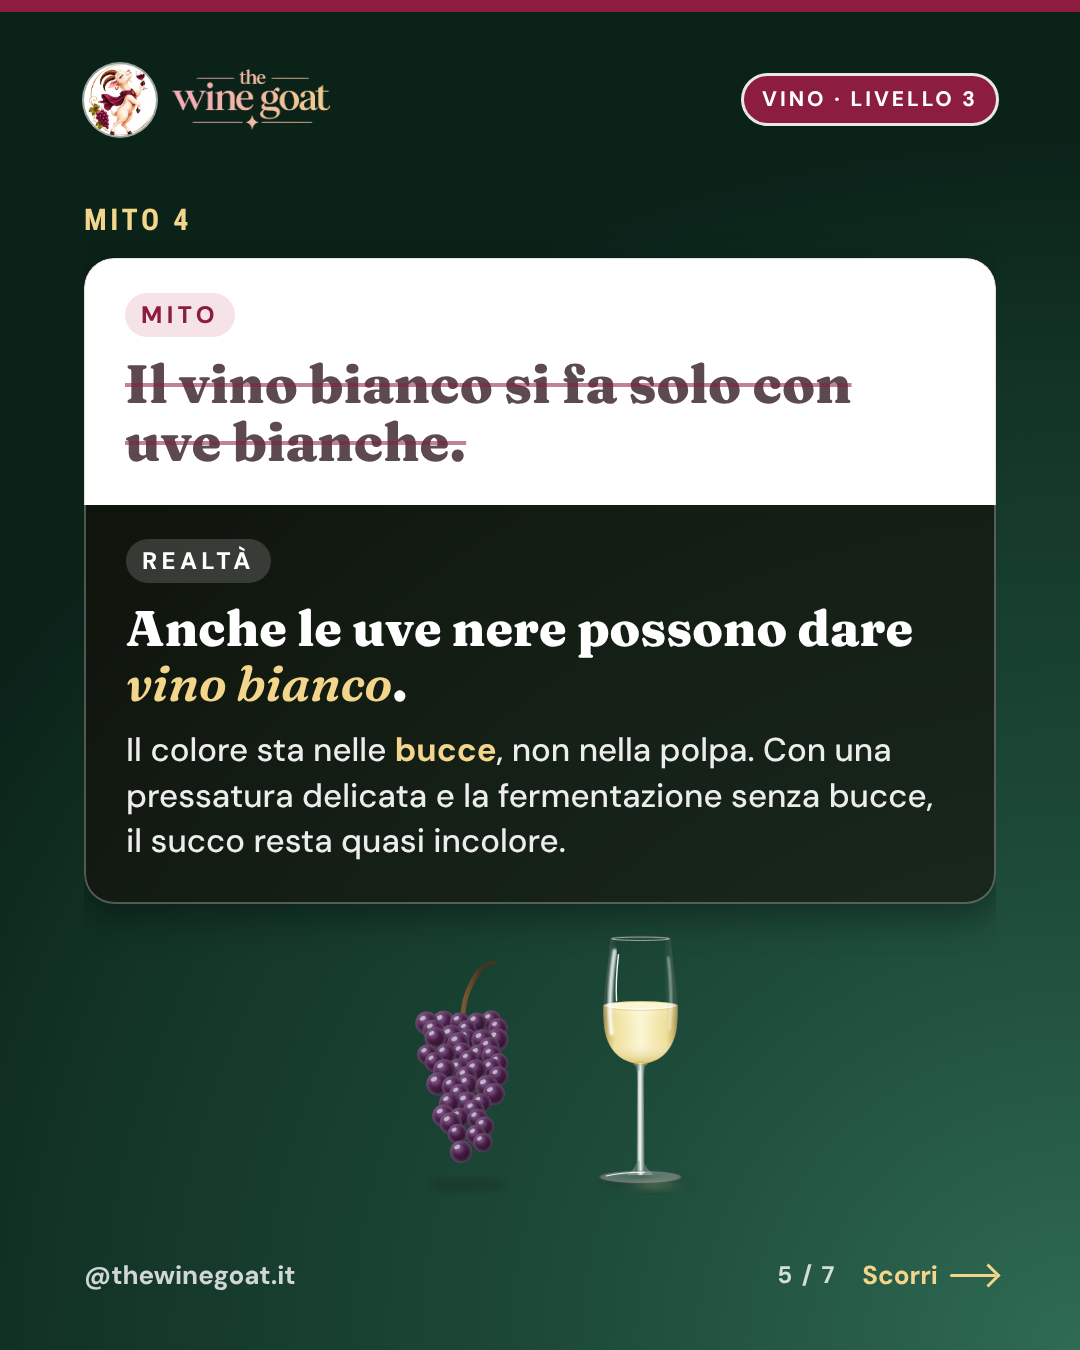 the
wine goat
VINO · LIVELLO 3
MITO 4
MITO
Il vino bianco si fa solo con
uve bianche.
REALTÀ
Anche le uve nere possono dare
vino bianco.
Il colore sta nelle bucce, non nella polpa. Con una
pressatura delicata e la fermentazione senza bucce,
il succo resta quasi incolore.
@thewinegoat.it
5 / 7 Scorri